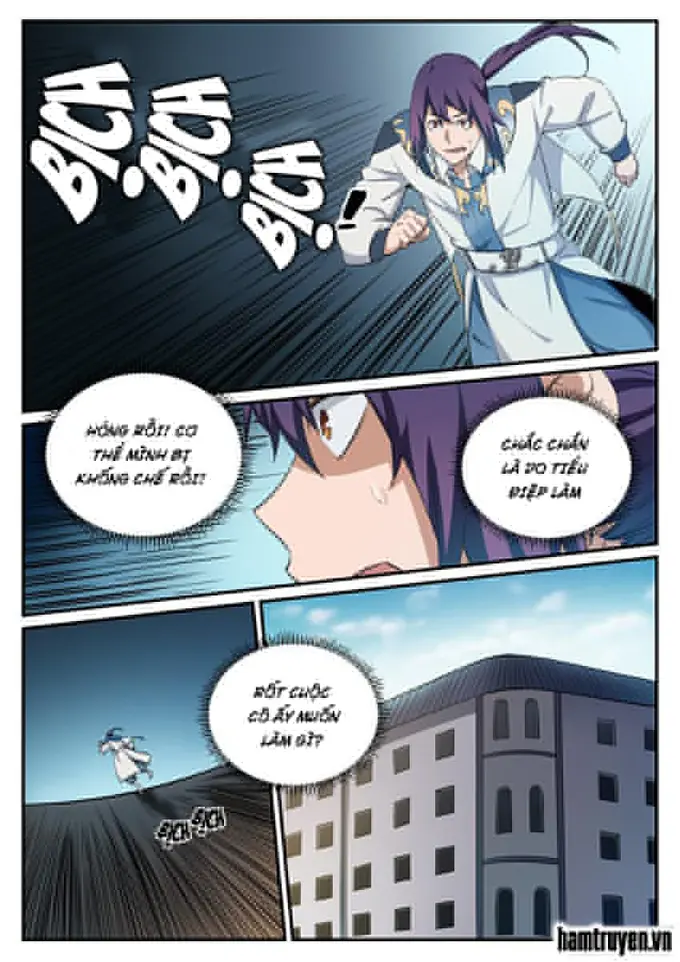 BỊCH
BỊCH
BỊCH
!
HỎNG RỒI! CƠ
THỂ MÌNH BỊ
KHỐNG CHẾ RỒI!
CHẮC CHẮN
LÀ DO TIỂU
ĐIỆP LÀM
RỐT CUỘC
CÔ ẤY MUỐN
LÀM GÌ?
BỊCH
BỊCH
hamtruyen.vn